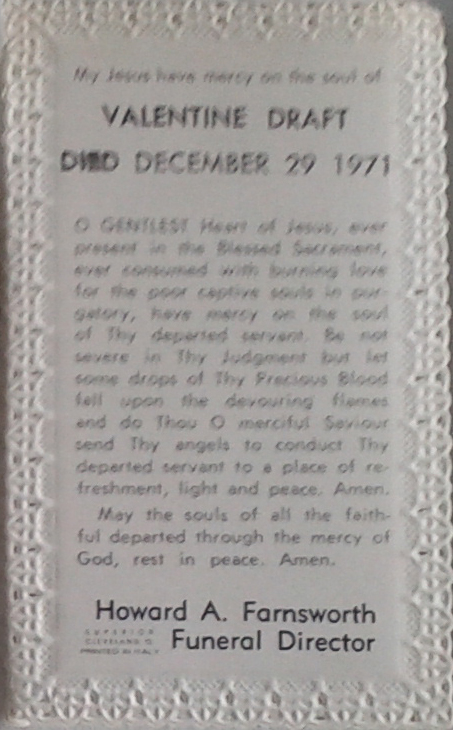 My Jesus have mercy on the soul of
VALENTINE DRAFT
DIED DECEMBER 29 1971
O GENTLEST Heart of Jesus, ever
present in the Blessed Sacrament,
ever consumed with burning love
for the poor captive souls in pur-
gatory, have mercy on the soul
of Thy departed servant. Be not
severe in Thy Judgment but let
some drops of Thy Precious Blood
fall upon the devouring flames
and do Thou O merciful Saviour
send Thy angels to conduct Thy
departed servant to a place of re-
freshment, light and peace. Amen.
May the souls of all the faith-
ful departed through the mercy of
God, rest in peace. Amen.
Howard A. Farnsworth
Funeral Director
SUPERIOR
CLEVELAND O
PRINTED IN ITALY